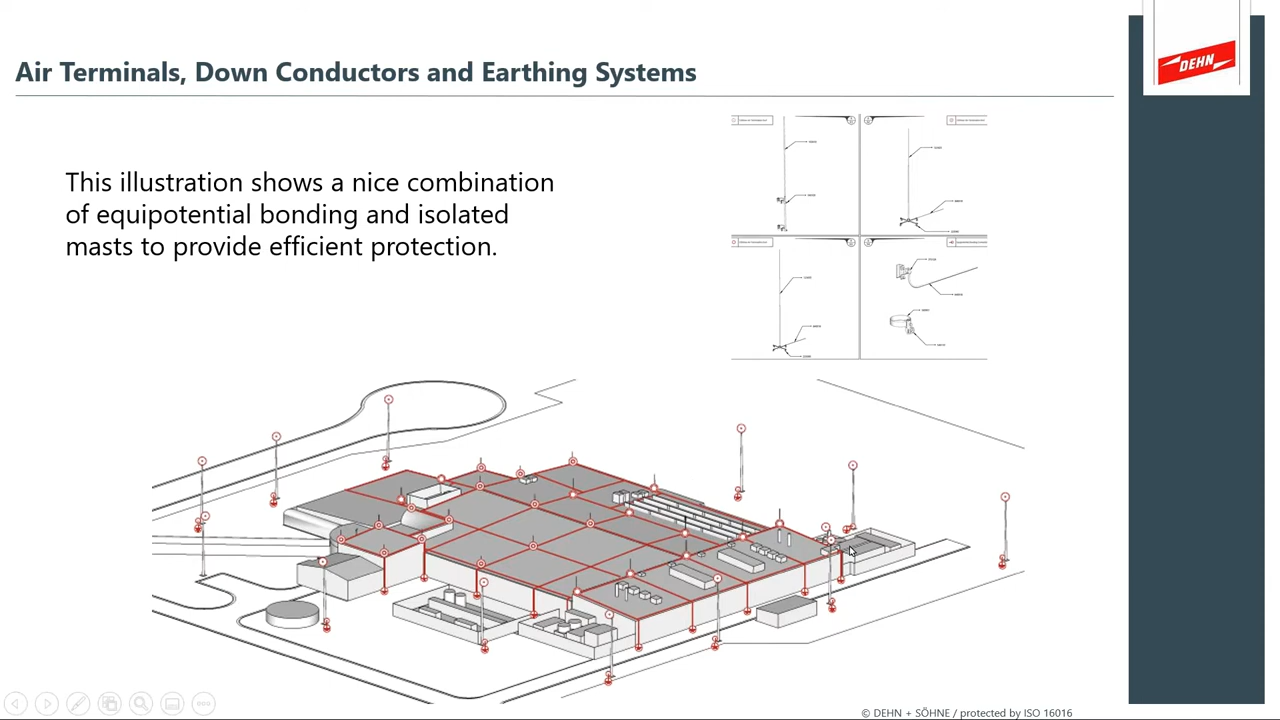 Air Terminals, Down Conductors and Earthing Systems
DEHN
This illustration shows a nice combination
of equipotential bonding and isolated
masts to provide efficient protection.
© DEHN + SÖHNE / protected by ISO 16016